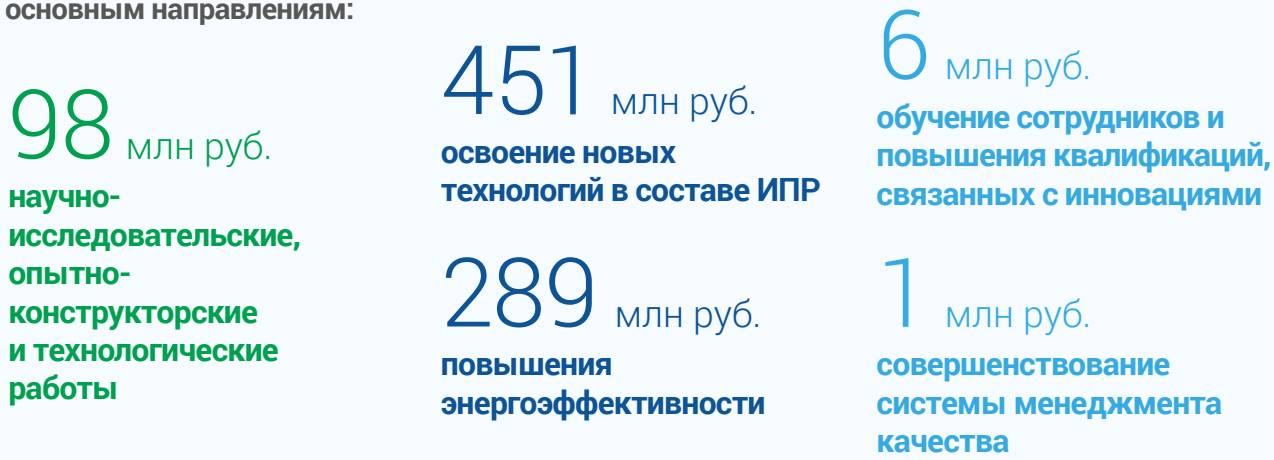 основным направлениям:
98 млн руб.
научно-
исследовательские,
опытно-
конструкторские
и технологические
работы
451 млн руб.
освоение новых
технологий в составе ИПР
289 млн руб.
повышения
энергоэффективности
6 млн руб.
обучение сотрудников и
повышения квалификаций,
связанных с инновациями
1 млн руб.
совершенствование
системы менеджмента
качества